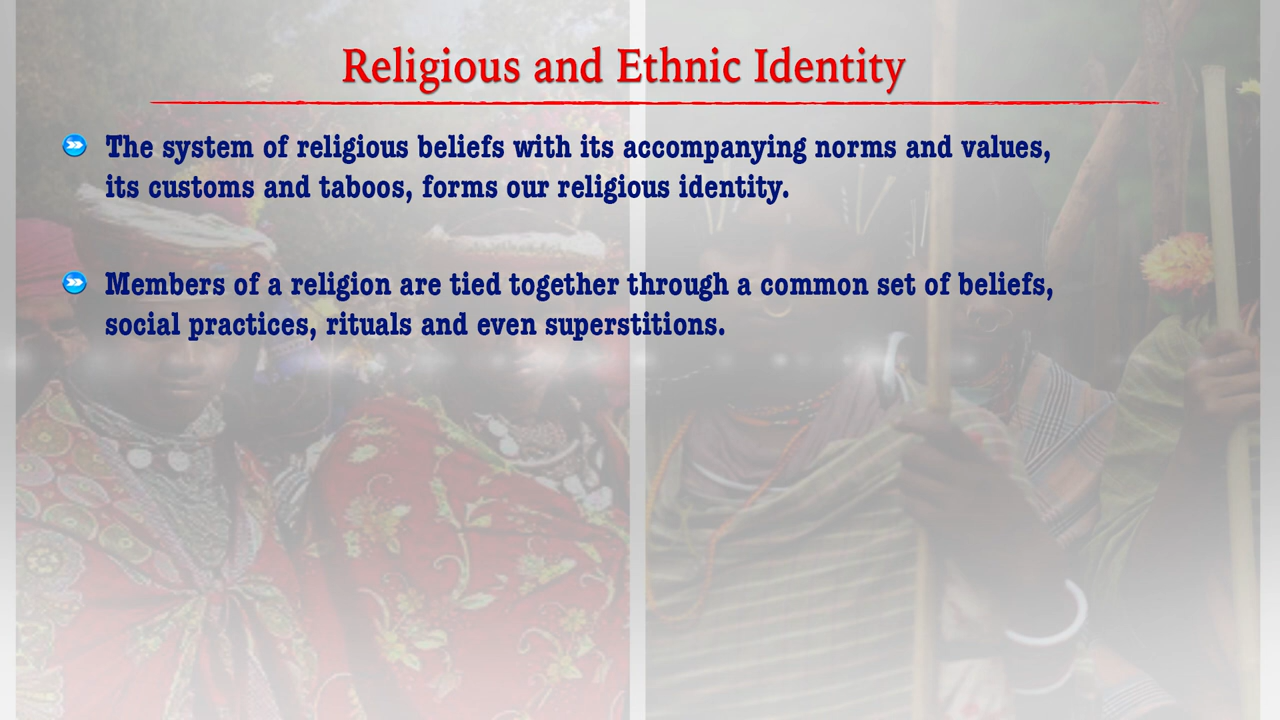 Religious and Ethnic Identity
The system of religious beliefs with its accompanying norms and values,
its customs and taboos, forms our religious identity.
Members of a religion are tied together through a common set of beliefs,
social practices, rituals and even superstitions.